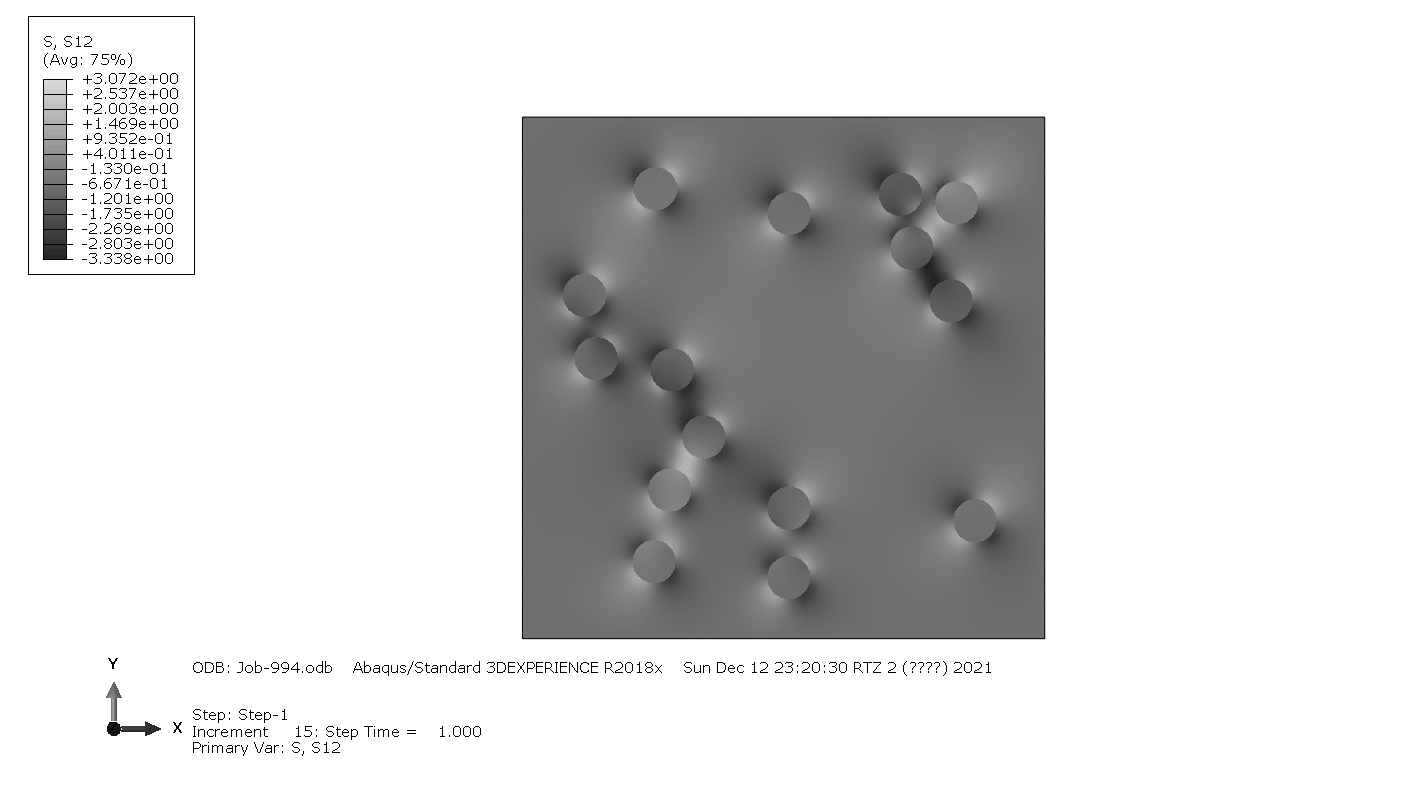 S, S12
(Avg: 75%)
+3.072e+00
+2.537e+00
+2.003e+00
+1.469e+00
+9.352e-01
+4.011e-01
-1.330e-01
-6.671e-01
-1.201e+00
-1.735e+00
-2.269e+00
-2.803e+00
-3.338e+00
Y
X
ODB: Job-994.odb    Abaqus/Standard 3DEXPERIENCE R2018x    Sun Dec 12 23:20:30 RTZ 2 (????) 2021
Step: Step-1
Increment    15: Step Time =    1.000
Primary Var: S, S12